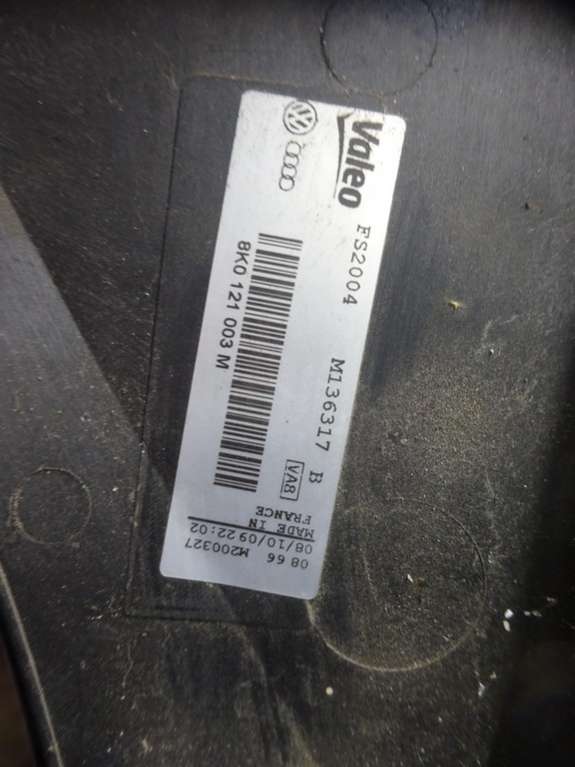 Valeo FS2004 M136317 B
VA8
8K0 121 003 M
MADE IN
FRANCE
08 66
08/10/09 22:02
M200327